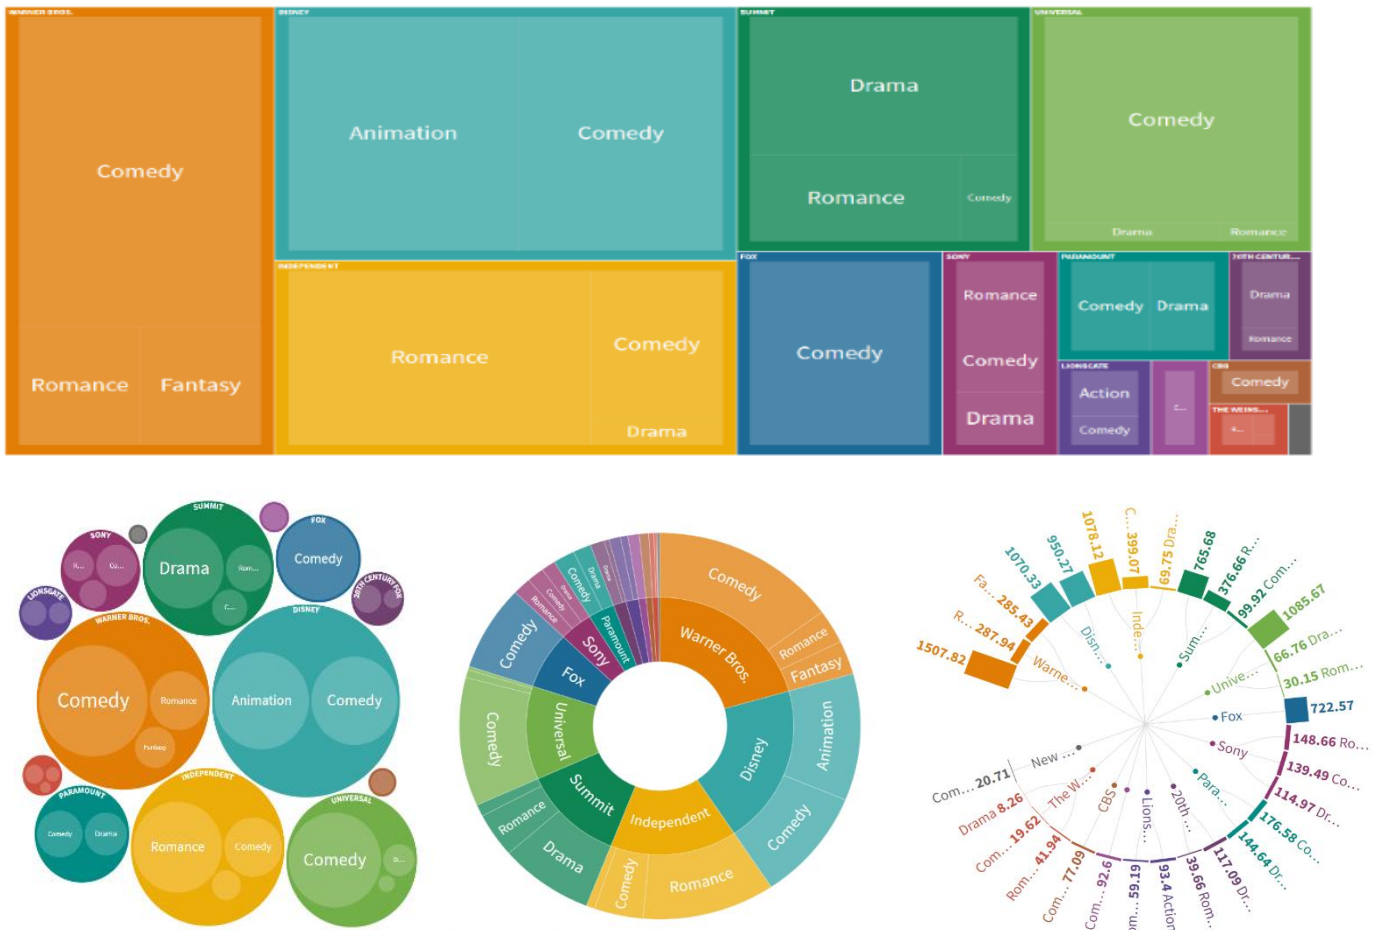 WARNER BROS.
Comedy
Romance
Fantasy
DISNEY
Animation
Comedy
INDEPENDENT
Romance
Comedy
Drama
SUMMIT
Drama
Romance
Comedy
UNIVERSAL
Comedy
Drama
Romance
FOX
Comedy
SONY
Romance
Comedy
Drama
PARAMOUNT
Comedy
Drama
20TH CENTUR...
Drama
Romance
LIONSGATE
Action
Comedy
C...
CBS
Comedy
THE WEINS...
R...
SUMMIT
Drama
Rom...
C...
FOX
Comedy
SONY
R...
Co...
LIONSGATE
20TH CENTURY FOX
WARNER BROS.
Comedy
Romance
Fantasy
DISNEY
Animation
Comedy
PARAMOUNT
Comedy
Drama
INDEPENDENT
Romance
Comedy
UNIVERSAL
Comedy
D...
Warner Bros.
Comedy
Romance
Fantasy
Disney
Animation
Comedy
Independent
Romance
Comedy
Summit
Drama
Romance
Universal
Comedy
Fox
Comedy
Sony
Romance
Comedy
Drama
Paramount
Comedy
Drama
Warne...
1507.82
R... 287.94
Fa... 285.43
Disn...
1070.33
950.27
Inde...
1078.12
C... 399.07
69.75 Dra...
Sum...
765.68
376.66 R...
99.92 Com...
Unive...
1085.67
66.76 Dra...
30.15 Rom...
Fox
722.57
Sony
148.66 Ro...
139.49 Co...
114.97 Dr...
Para...
176.58 Co...
144.64 Dr...
20th ...
117.09 Dr...
39.66 Rom...
Lions...
93.4 Action
om... 59.19
Com... 92.6
CBS
Com... 77.09
The W...
Rom... 41.94
Com... 19.62
Drama 8.26
New ...
Com... 20.71